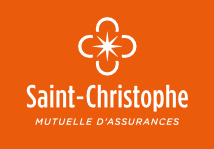 Saint-Christophe
MUTUELLE D'ASSURANCES